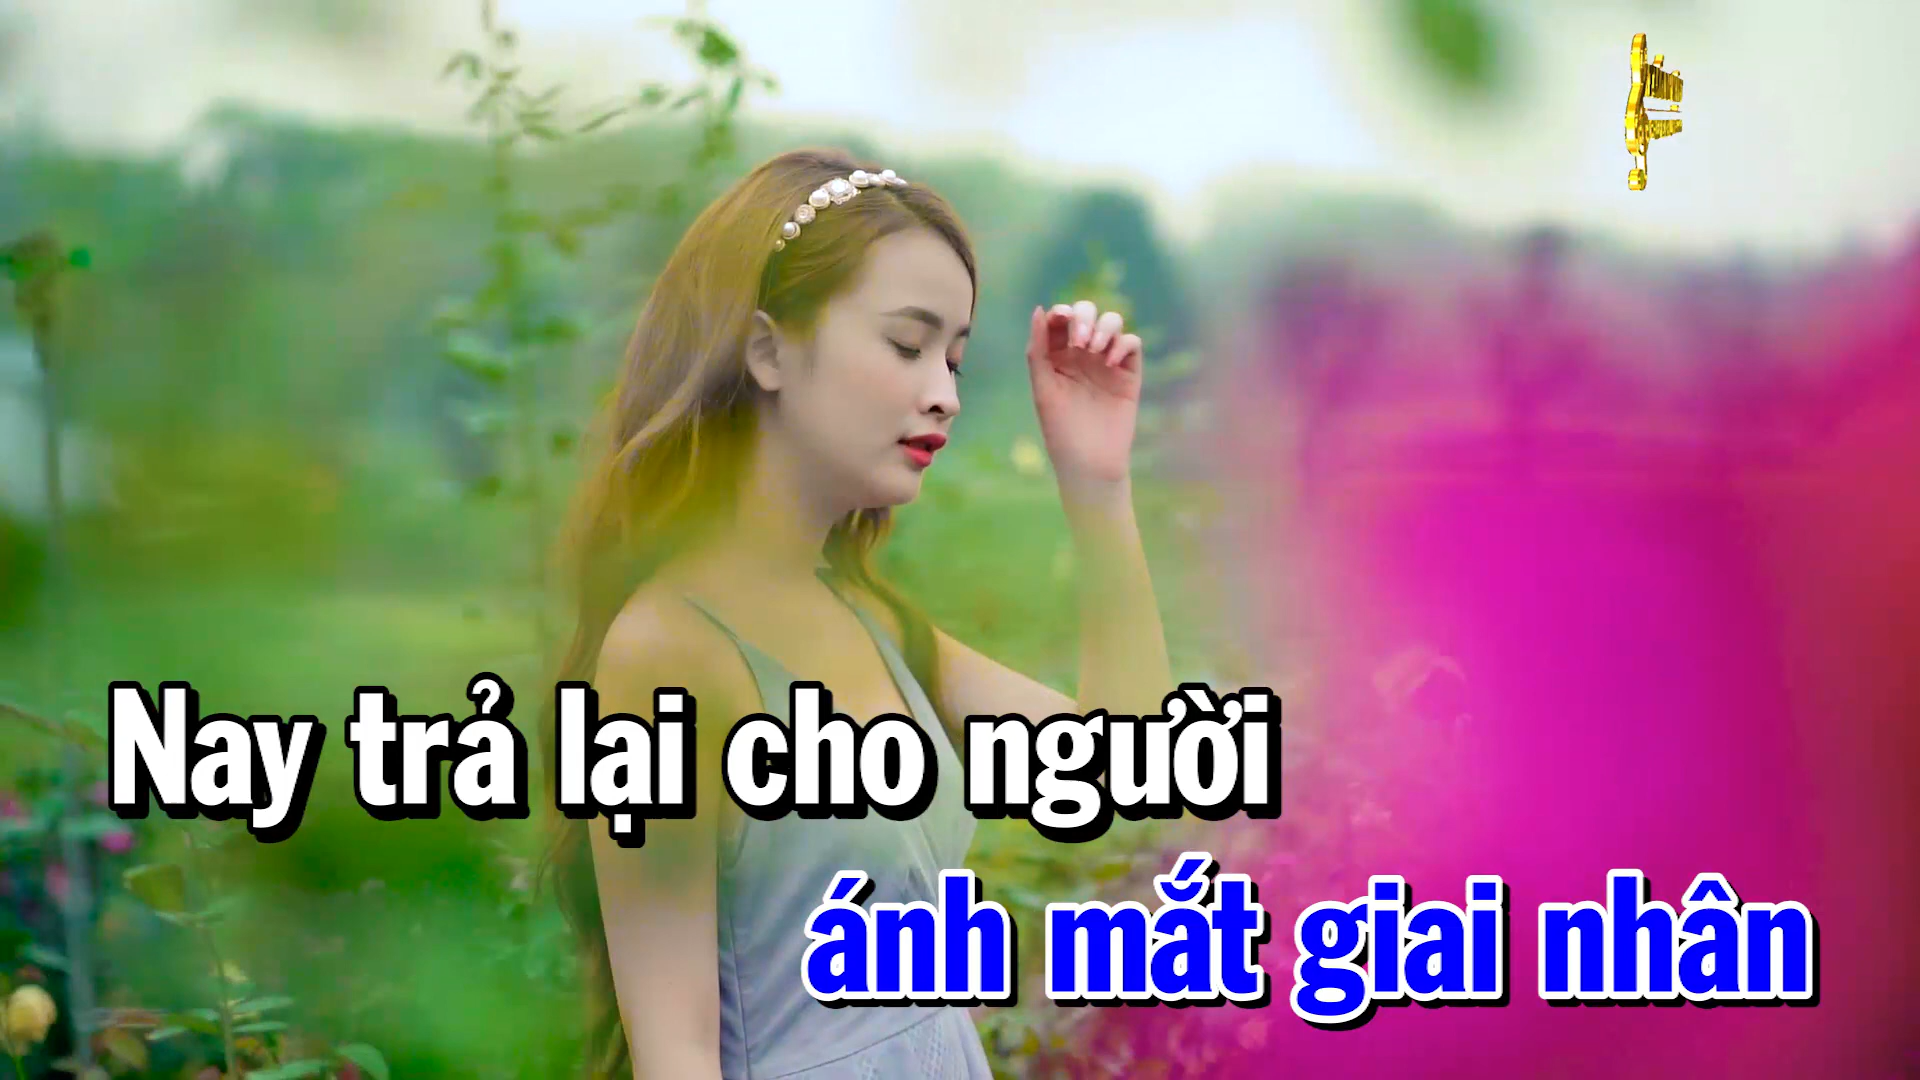 Nay trả lại cho người
ánh mắt giai nhân